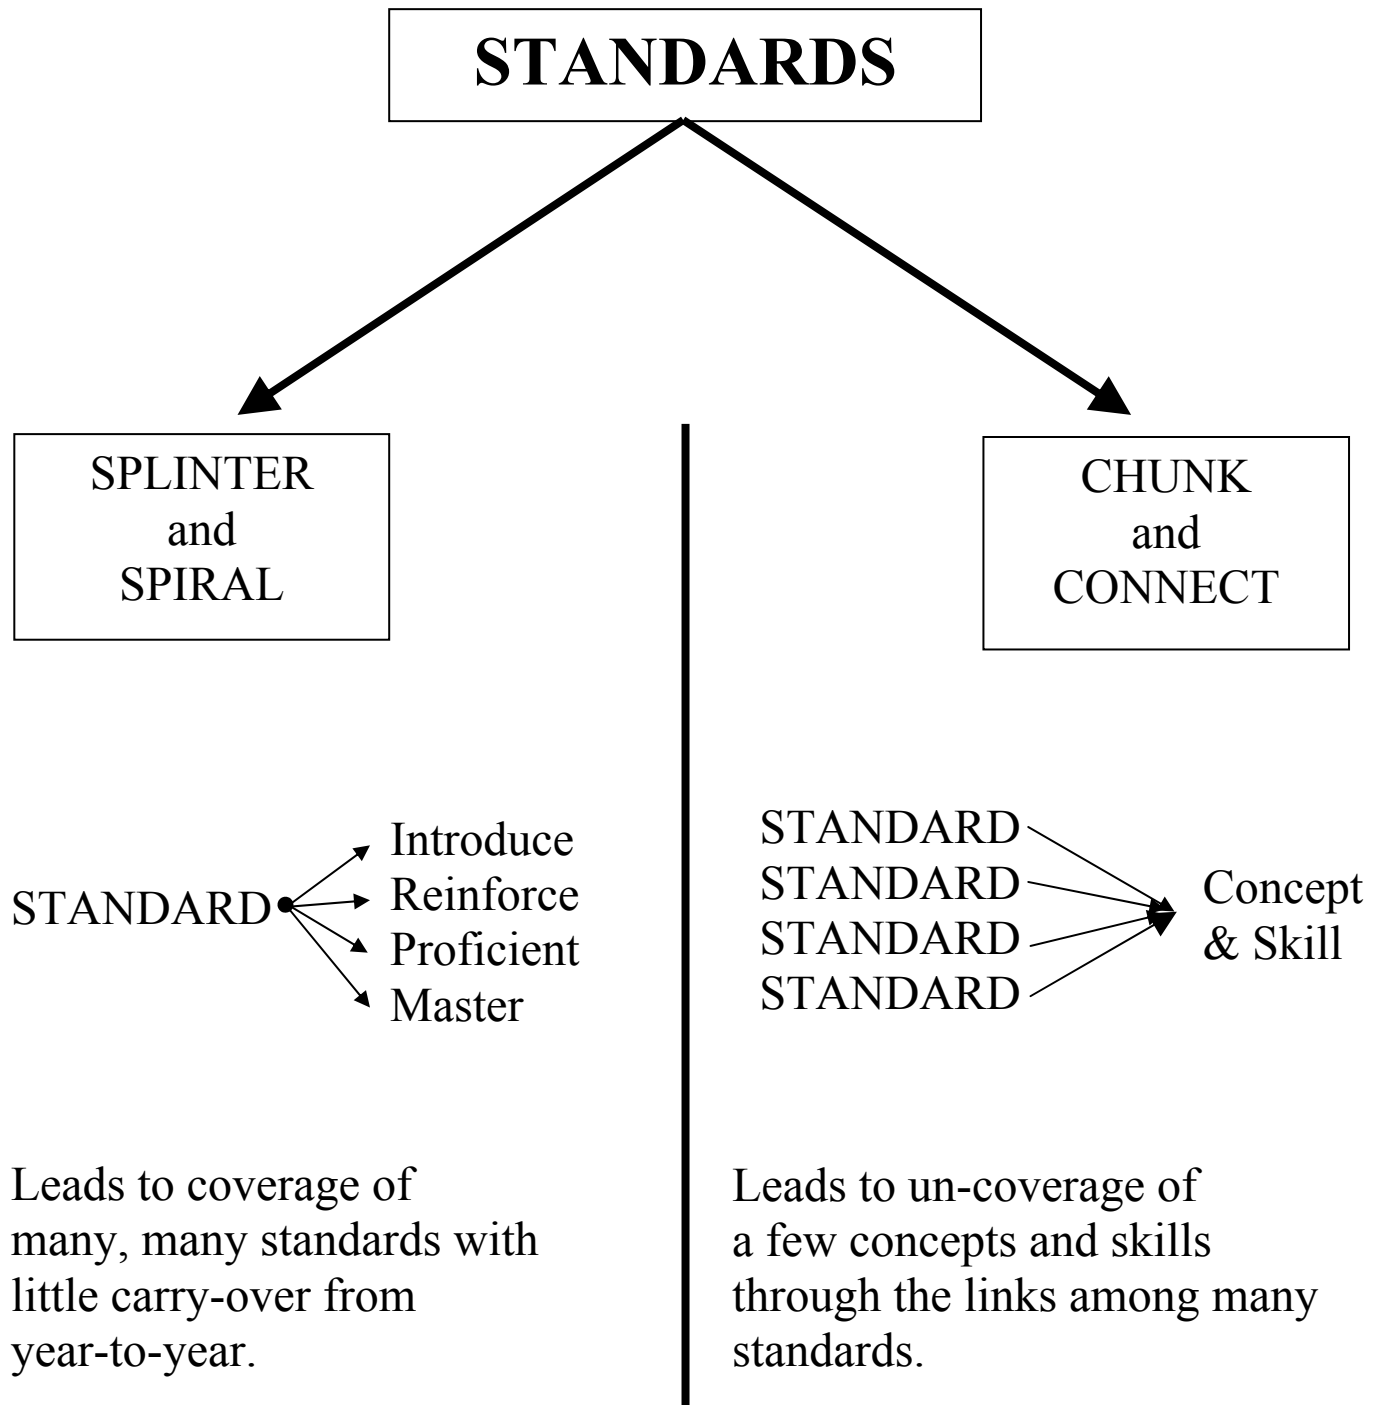 STANDARDS
SPLINTER
and
SPIRAL
STANDARD
Introduce
Reinforce
Proficient
Master
Leads to coverage of
many, many standards with
little carry-over from
year-to-year.
CHUNK
and
CONNECT
STANDARD
STANDARD
STANDARD
STANDARD
Concept
& Skill
Leads to un-coverage of
a few concepts and skills
through the links among many
standards.